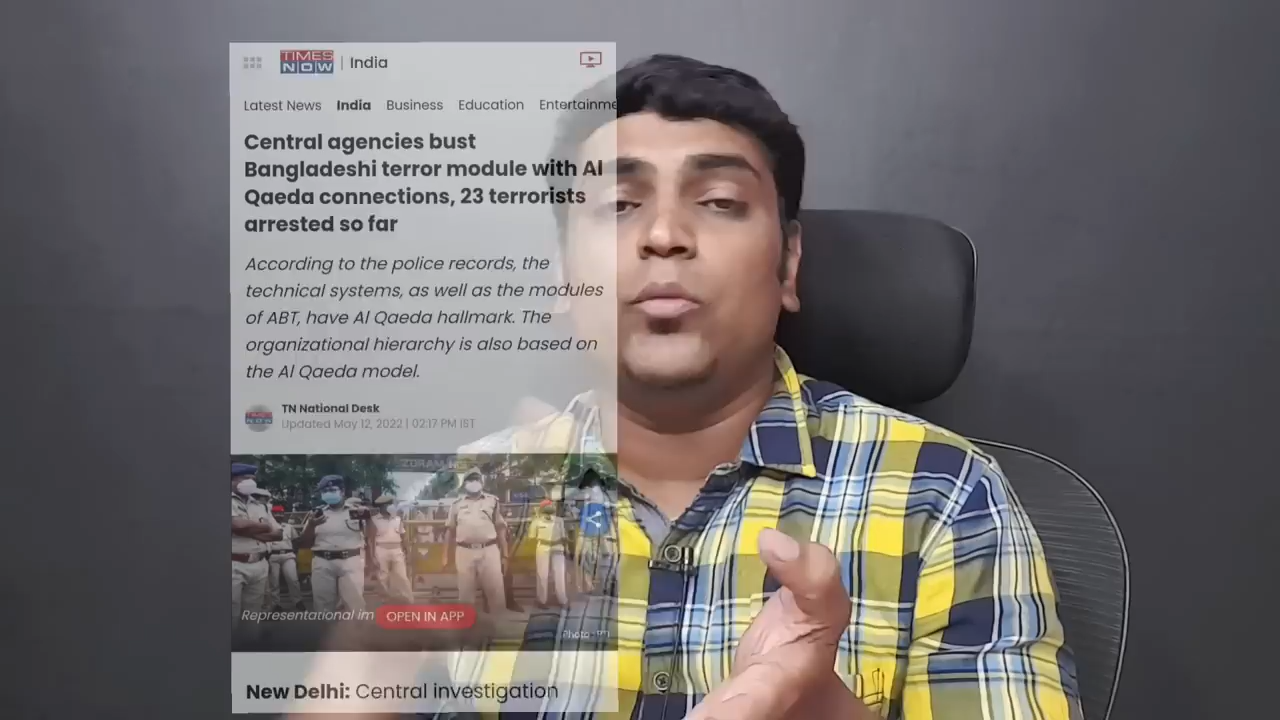 TIMES
NOW
India
Latest News India Business Education Entertainme
Central agencies bust
Bangladeshi terror module with Al
Qaeda connections, 23 terrorists
arrested so far
According to the police records, the
technical systems, as well as the modules
of ABT, have Al Qaeda hallmark. The
organizational hierarchy is also based on
the Al Qaeda model.
TN National Desk
Updated May 12, 2022 | 02:17 PM IST
Representational im
OPEN IN APP
Photo
New Delhi: Central investigation